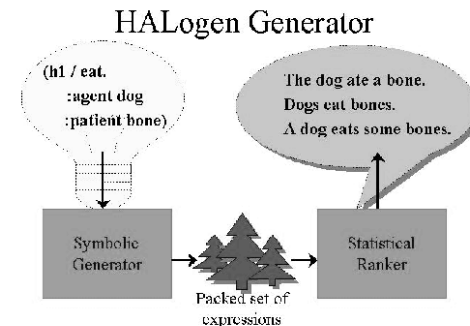 HALogen Generator
(h1 / eat.
:agent dog
:patient bone)
The dog ate a bone.
Dogs eat bones.
A dog eats some bones.
Symbolic
Generator
Packed set of
expressions
Statistical
Ranker